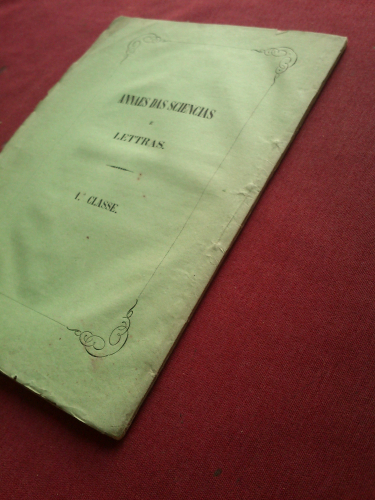 ANNAES DAS SCIENCIAS
E
LETTRAS.
1.ª CLASSE.